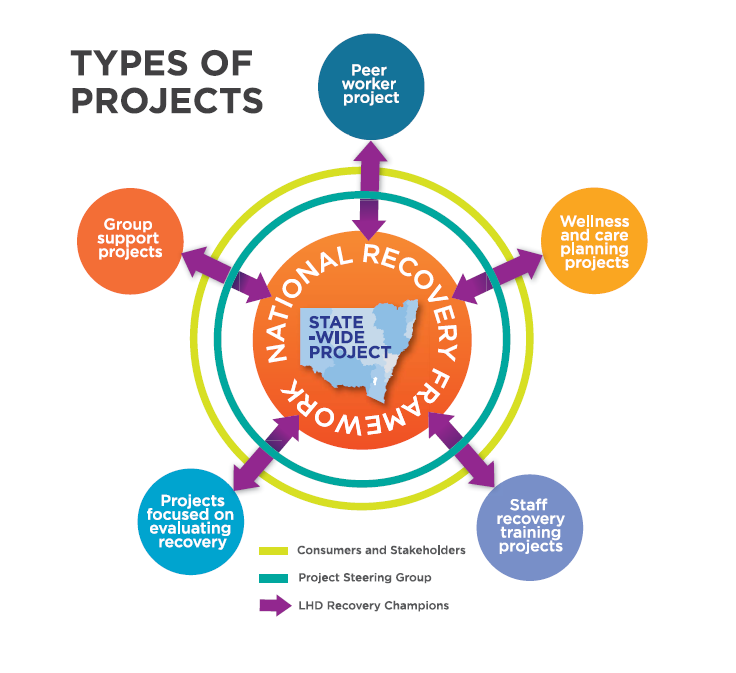 TYPES OF
PROJECTS
Peer
worker
project
Group
support
projects
Wellness
and care
planning
projects
NATIONAL RECOVERY FRAMEWORK
STATE
-WIDE
PROJECT
Projects
focused on
evaluating
recovery
Staff
recovery
training
projects
Consumers and Stakeholders
Project Steering Group
LHD Recovery Champions